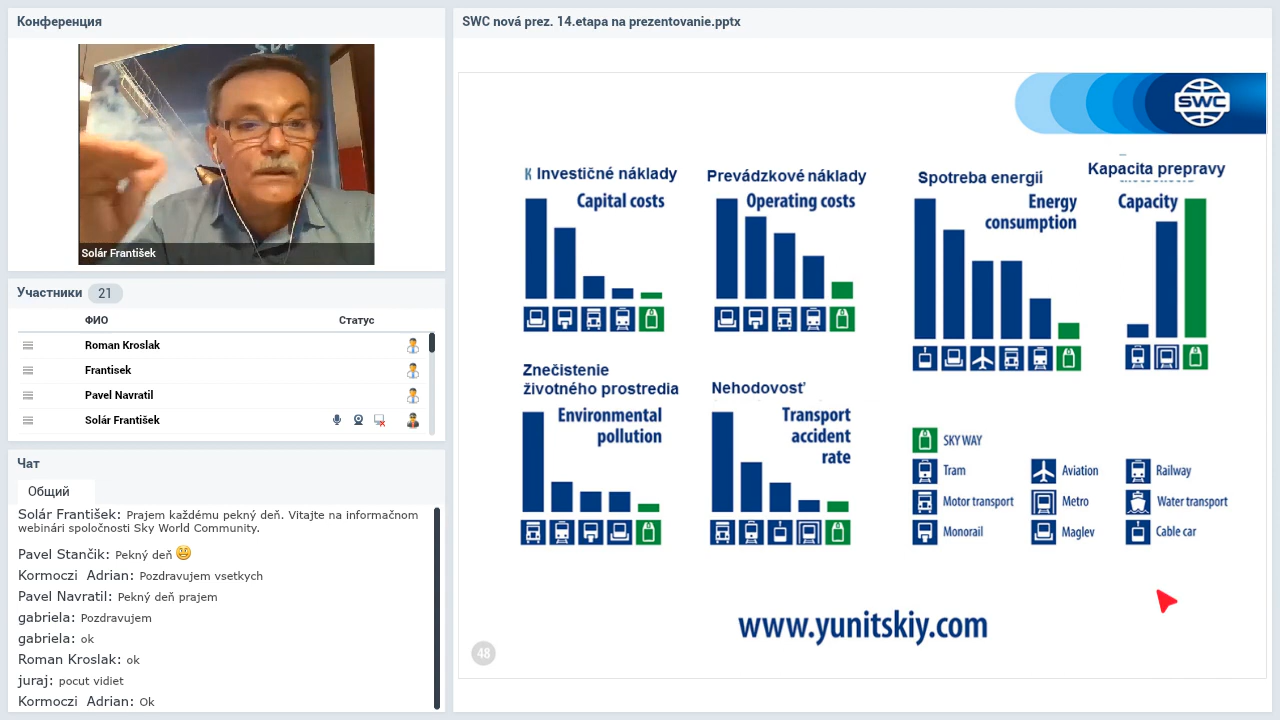 Конференция
Solár František
Участники 21
ФИО Статус
Roman Kroslak
Frantisek
Pavel Navratil
Solár František
Чат
Общий
Solár František: Prajem každému pekný deň. Vitajte na informačnom
webinári spoločnosti Sky World Community.
Pavel Stančik: Pekný deň
Kormoczi Adrian: Pozdravujem vsetkych
Pavel Navratil: Pekný deň prajem
gabriela: Pozdravujem
gabriela: ok
Roman Kroslak: ok
juraj: pocut vidiet
Kormoczi Adrian: Ok
SWC nová prez. 14.etapa na prezentovanie.pptx
SWC
K Investičné náklady
Capital costs
Prevádzkové náklady
Operating costs
Spotreba energií
Energy
consumption
Kapacita prepravy
Capacity
Znečistenie
životného prostredia
Environmental
pollution
Nehodovosť
Transport
accident
rate
SKY WAY
Tram
Aviation
Railway
Motor transport
Metro
Water transport
Monorail
Maglev
Cable car
www.yunitskiy.com
48